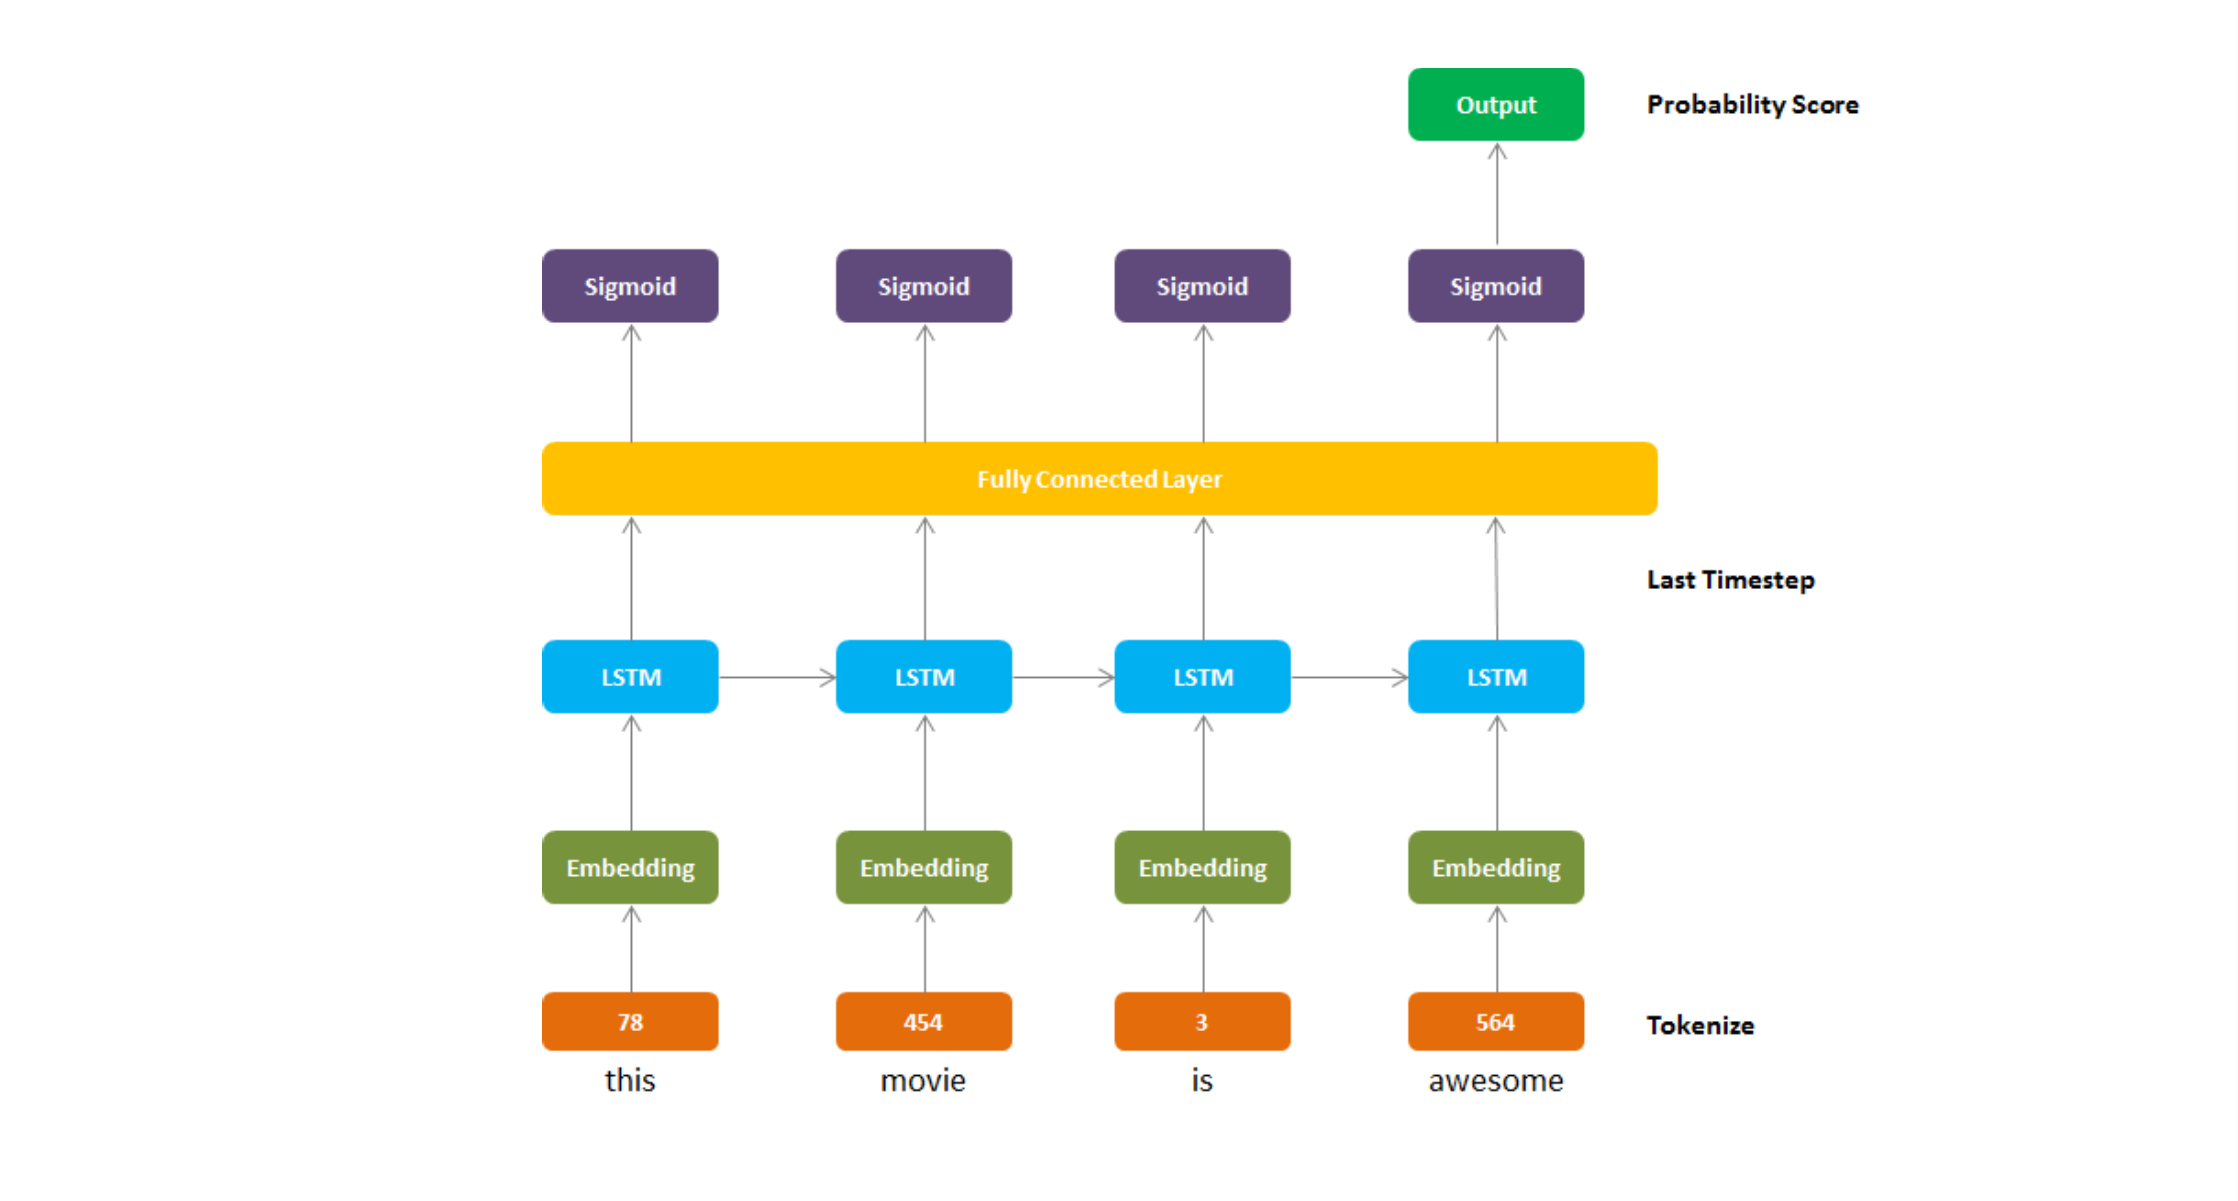 Output Probability Score
Sigmoid Sigmoid Sigmoid Sigmoid
Fully Connected Layer
Last Timestep
LSTM LSTM LSTM LSTM
Embedding Embedding Embedding Embedding
78 454 3 564 Tokenize
this movie is awesome